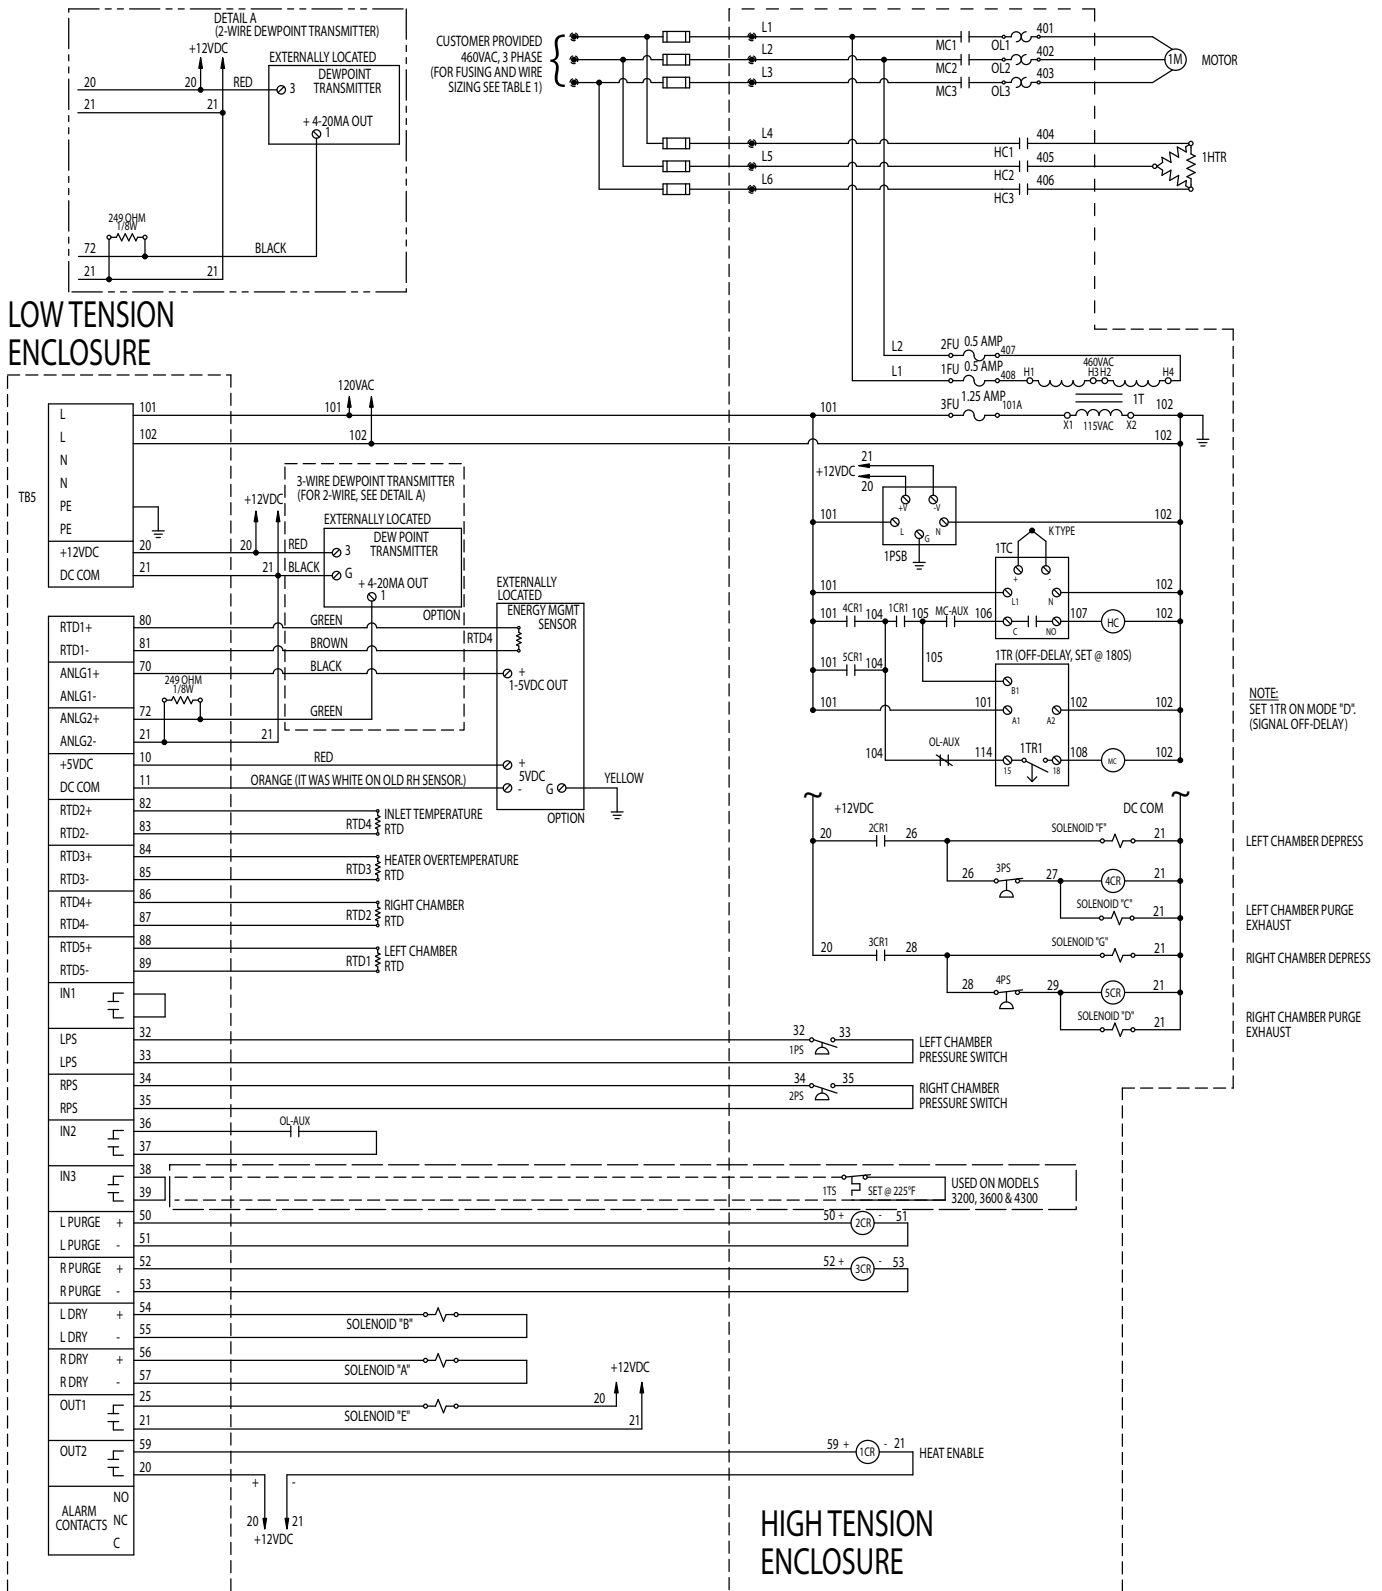 DETAIL A
(2-WIRE DEWPOINT TRANSMITTER)
+12VDC
EXTERNALLY LOCATED
DEWPOINT
TRANSMITTER
20 20 RED 3
21 21
+ 4-20MA OUT
1
249 OHM
1/8W
72 BLACK
21 21
CUSTOMER PROVIDED
460VAC, 3 PHASE
(FOR FUSING AND WIRE
SIZING SEE TABLE 1)
L1 MC1 OL1 401
L2 MC2 OL2 402
L3 MC3 OL3 403
1M MOTOR
L4 HC1 404
L5 HC2 405
L6 HC3 406
1HTR
LOW TENSION
ENCLOSURE
L2 2FU 0.5 AMP 407
L1 1FU 0.5 AMP 408
460VAC
H1 H3 H2 H4
1T
101 3FU 1.25 AMP 101A
X1 115VAC X2 102
102
120VAC
101
102
TB5
L 101
L 102
N
N
PE
PE
+12VDC 20
DC COM 21
+12VDC
20 RED
21 BLACK
3-WIRE DEWPOINT TRANSMITTER
(FOR 2-WIRE, SEE DETAIL A)
EXTERNALLY LOCATED
DEW POINT
TRANSMITTER
3
G
+ 4-20MA OUT
1
OPTION
EXTERNALLY
LOCATED
ENERGY MGMT
SENSOR
RTD4
+
1-5VDC OUT
+
5VDC
- G
YELLOW
OPTION
RTD1+ 80 GREEN
RTD1- 81 BROWN
ANLG1+ 70 BLACK
ANLG1-
249 OHM
1/8W
ANLG2+ 72 GREEN
ANLG2- 21 21
+5VDC 10 RED
DC COM 11 ORANGE (IT WAS WHITE ON OLD RH SENSOR.)
RTD2+ 82
RTD2- 83
RTD4 INLET TEMPERATURE
RTD
RTD3+ 84
RTD3- 85
RTD3 HEATER OVERTEMPERATURE
RTD
RTD4+ 86
RTD4- 87
RTD2 RIGHT CHAMBER
RTD
RTD5+ 88
RTD5- 89
RTD1 LEFT CHAMBER
RTD
IN1
LPS 32
LPS 33
32 33
1PS
LEFT CHAMBER
PRESSURE SWITCH
RPS 34
RPS 35
34 35
2PS
RIGHT CHAMBER
PRESSURE SWITCH
IN2 36
37
OL-AUX
IN3 38
39
1TS SET @ 225°F
USED ON MODELS
3200, 3600 & 4300
L PURGE + 50
L PURGE - 51
50 + 2CR - 51
R PURGE + 52
R PURGE - 53
52 + 3CR - 53
L DRY + 54
L DRY - 55
SOLENOID "B"
R DRY + 56
R DRY - 57
SOLENOID "A"
OUT1 25
21
SOLENOID "E"
+12VDC
20
21
OUT2 59
20
59 + 1CR - 21 HEAT ENABLE
+ -
20 21
+12VDC
ALARM
CONTACTS
NO
NC
C
+12VDC
21
20
+V -V
101 L N 102
G
1PSB
K TYPE
1TC
+ -
101 L1 N 102
101 4CR1 104 1CR1 105 MC-AUX 106 C NO 107 HC 102
101 5CR1 104
105
1TR (OFF-DELAY, SET @ 180S)
B1
101 101 A1 A2 102 102
104 OL-AUX 114 1TR1 108 MC 102
15 18
NOTE:
SET 1TR ON MODE "D".
(SIGNAL OFF-DELAY)
+12VDC
DC COM
20 2CR1 26 SOLENOID "F" 21
LEFT CHAMBER DEPRESS
26 3PS 27 4CR 21
SOLENOID "C" 21
LEFT CHAMBER PURGE
EXHAUST
20 3CR1 28 SOLENOID "G" 21
RIGHT CHAMBER DEPRESS
28 4PS 29 5CR 21
SOLENOID "D" 21
RIGHT CHAMBER PURGE
EXHAUST
HIGH TENSION
ENCLOSURE